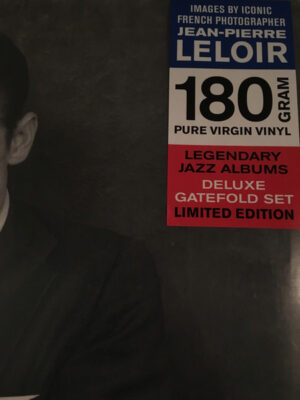 IMAGES BY ICONIC
FRENCH PHOTOGRAPHER
JEAN-PIERRE
LELOIR
180 GRAM
PURE VIRGIN VINYL
LEGENDARY
JAZZ ALBUMS
DELUXE
GATEFOLD SET
LIMITED EDITION